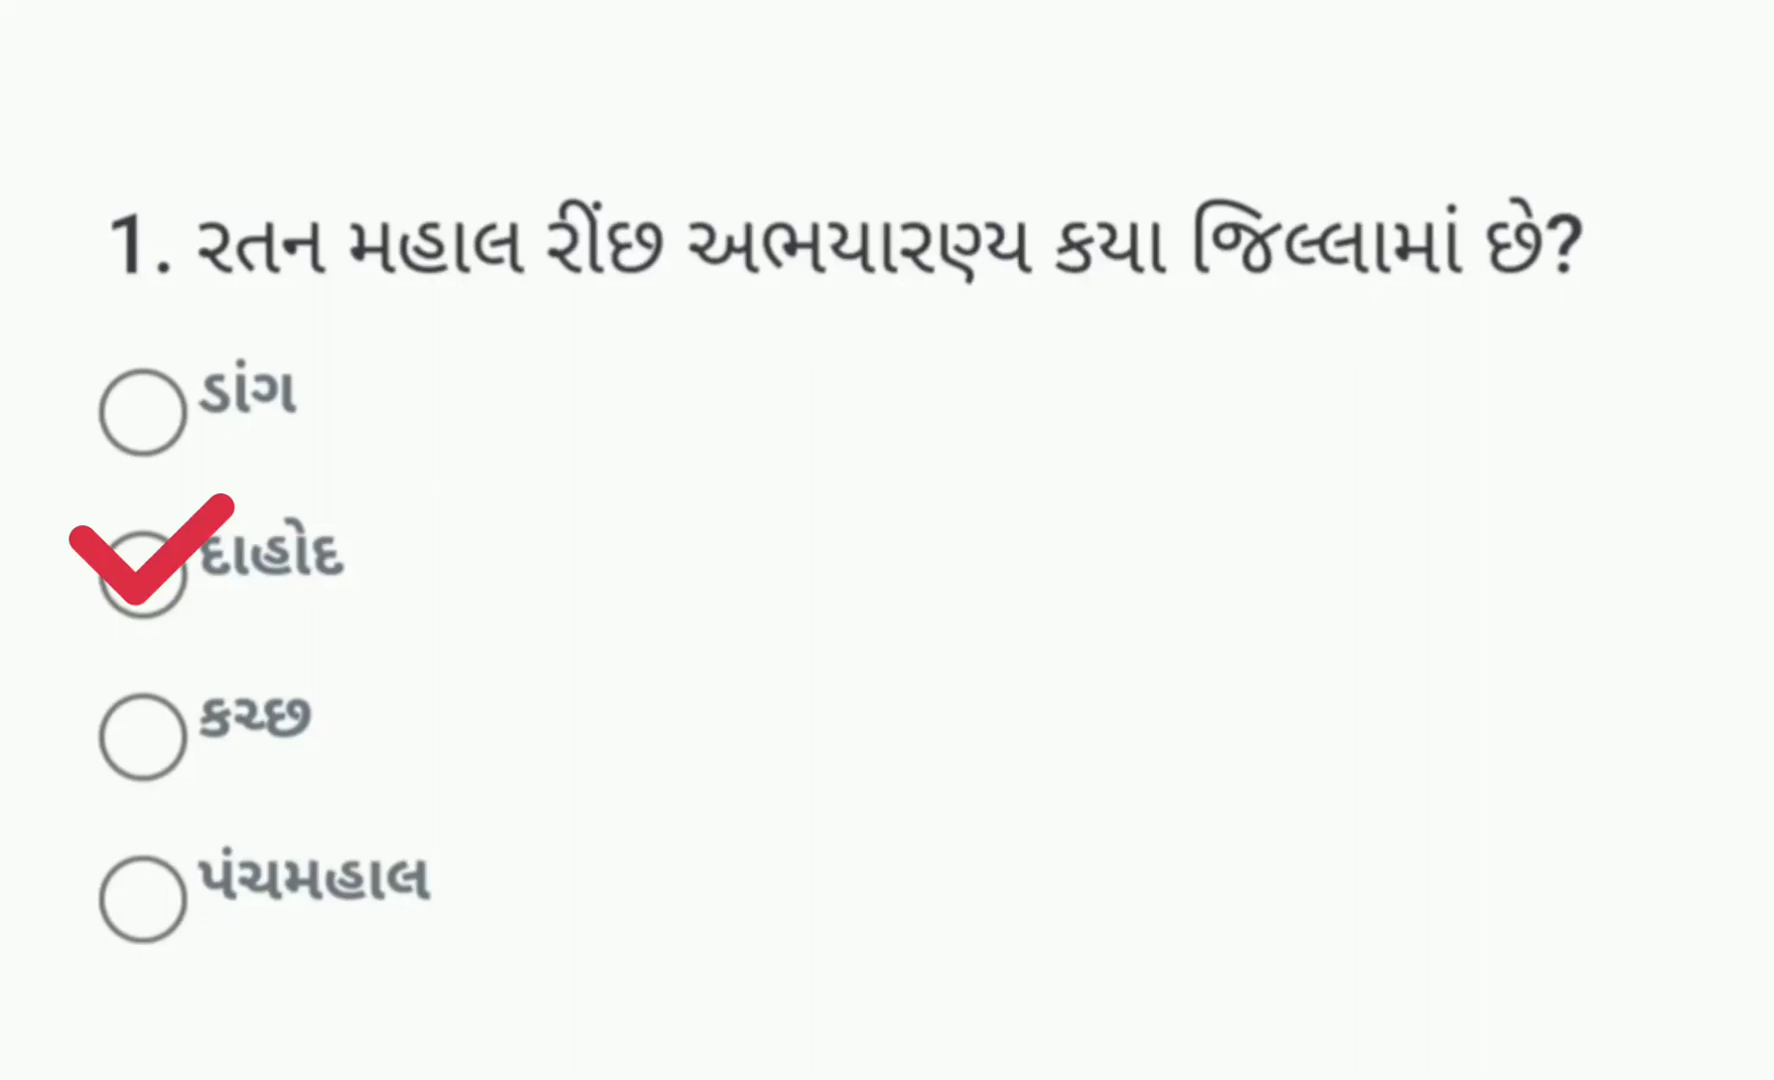 1. રતન મહાલ રીંછ અભયારણ્ય કયા જિલ્લામાં છે?
ડાંગ
દાહોદ
કચ્છ
પંચમહાલ